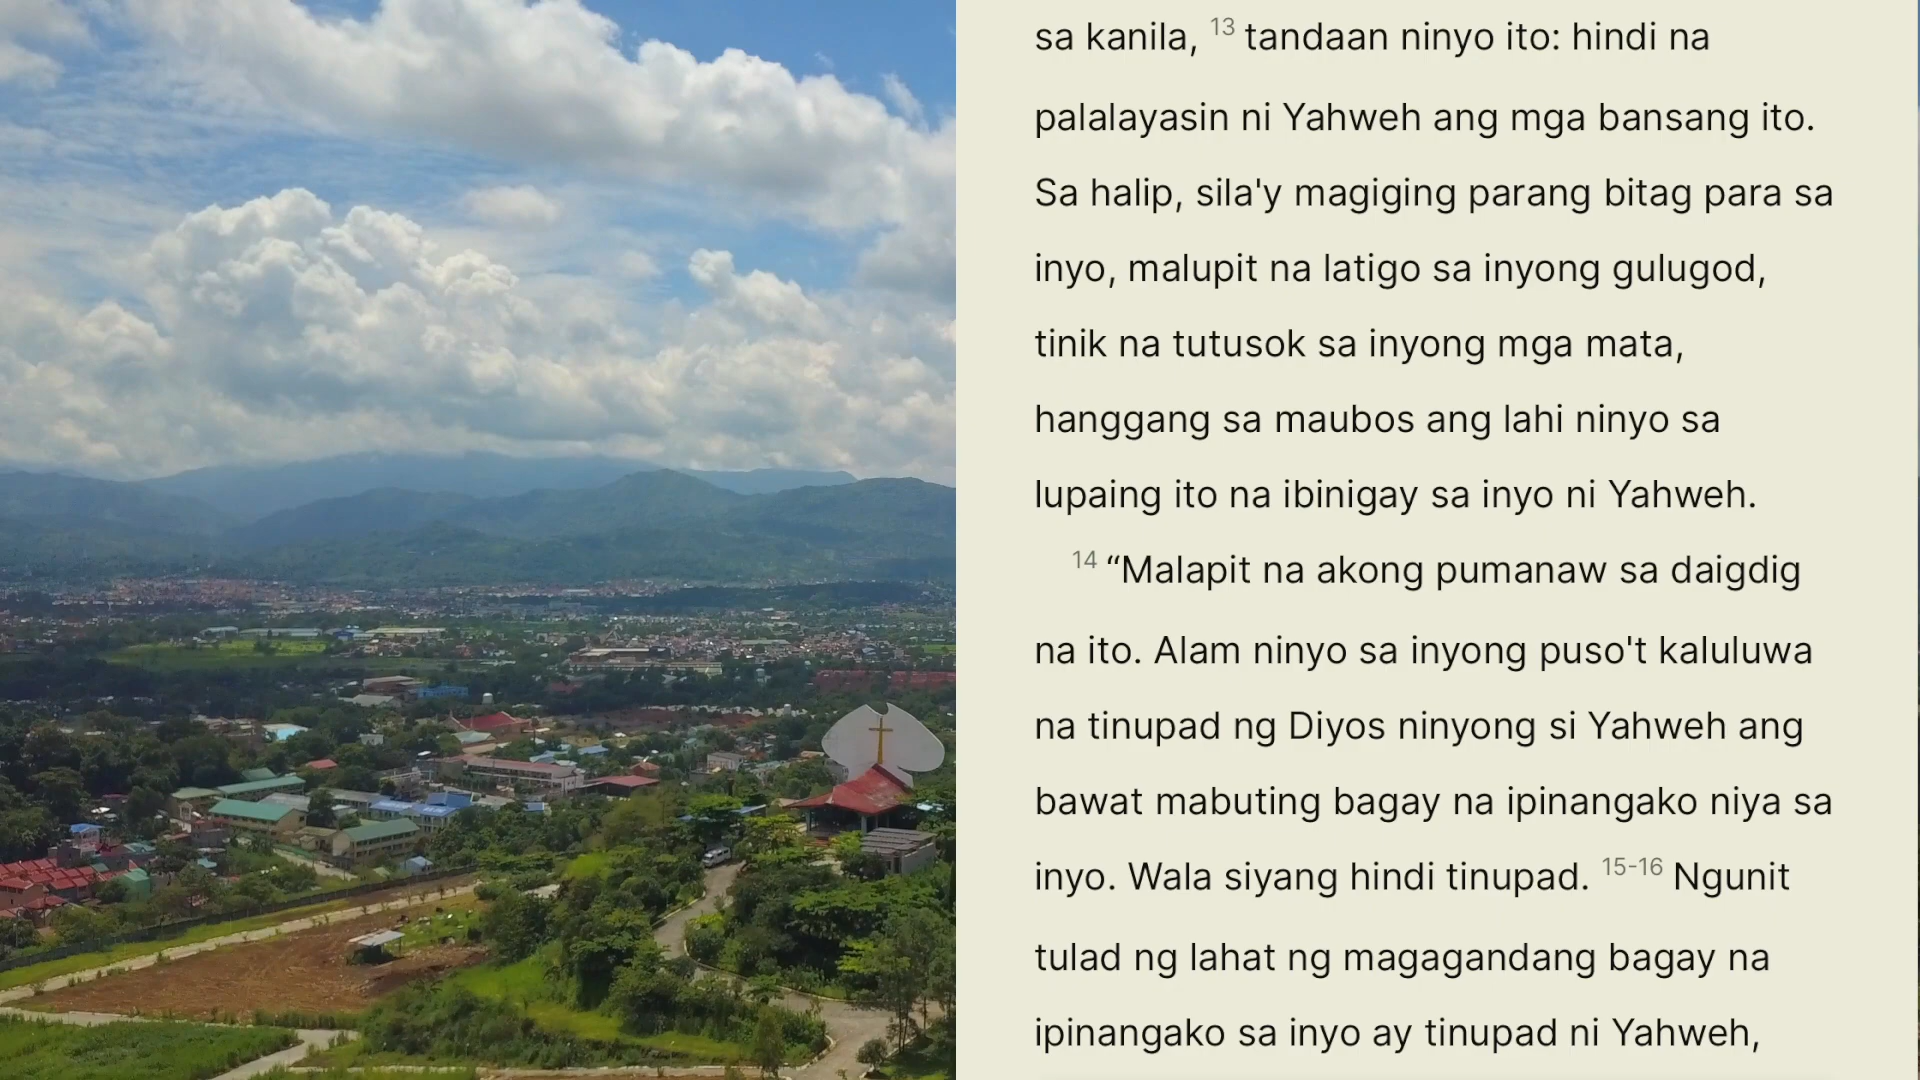 sa kanila, 13 tandaan ninyo ito: hindi na
palalayasin ni Yahweh ang mga bansang ito.
Sa halip, sila'y magiging parang bitag para sa
inyo, malupit na latigo sa inyong gulugod,
tinik na tutusok sa inyong mga mata,
hanggang sa maubos ang lahi ninyo sa
lupaing ito na ibinigay sa inyo ni Yahweh.
14 “Malapit na akong pumanaw sa daigdig
na ito. Alam ninyo sa inyong puso't kaluluwa
na tinupad ng Diyos ninyong si Yahweh ang
bawat mabuting bagay na ipinangako niya sa
inyo. Wala siyang hindi tinupad. 15-16 Ngunit
tulad ng lahat ng magagandang bagay na
ipinangako sa inyo ay tinupad ni Yahweh,